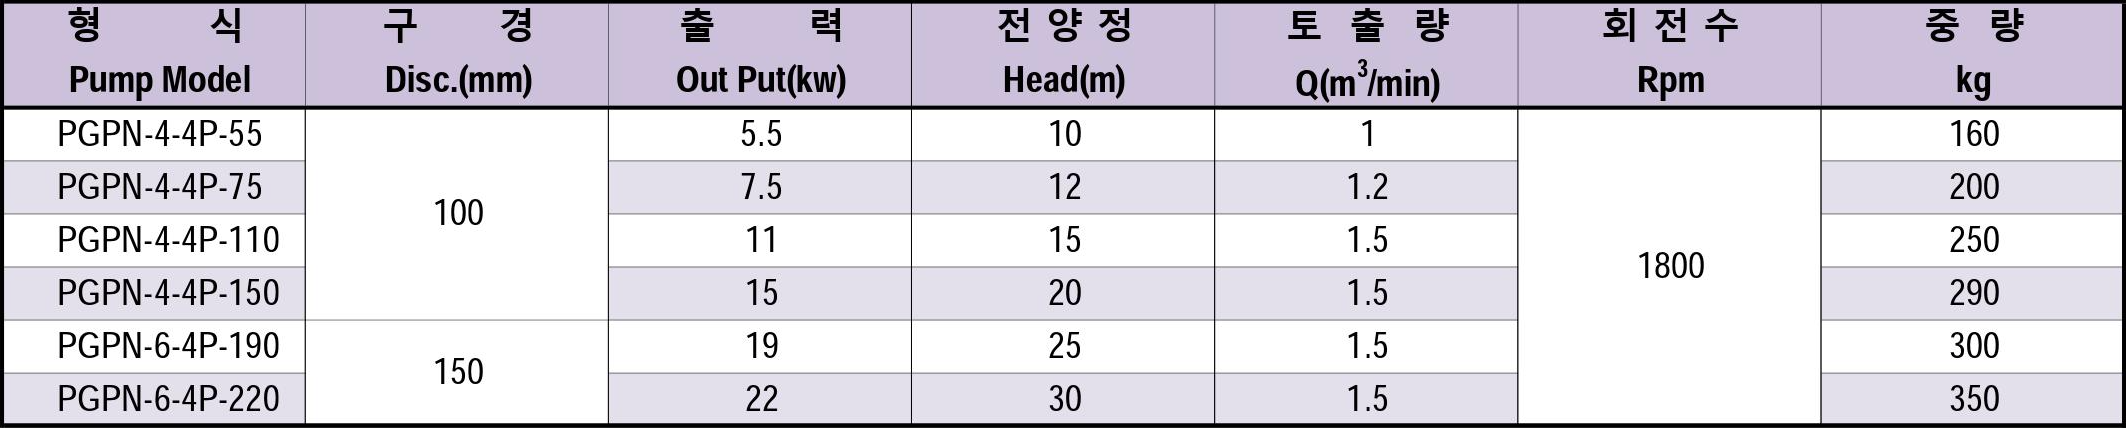 형 식 구 경 출 력 전 양 정 토 출 량 회 전 수 중 량
Pump Model Disc.(mm) Out Put(kw) Head(m) Q(m³/min) Rpm kg
PGPN-4-4P-55 100 5.5 10 1 1800 160
PGPN-4-4P-75 7.5 12 1.2 200
PGPN-4-4P-110 11 15 1.5 250
PGPN-4-4P-150 15 20 1.5 290
PGPN-6-4P-190 150 19 25 1.5 300
PGPN-6-4P-220 22 30 1.5 350